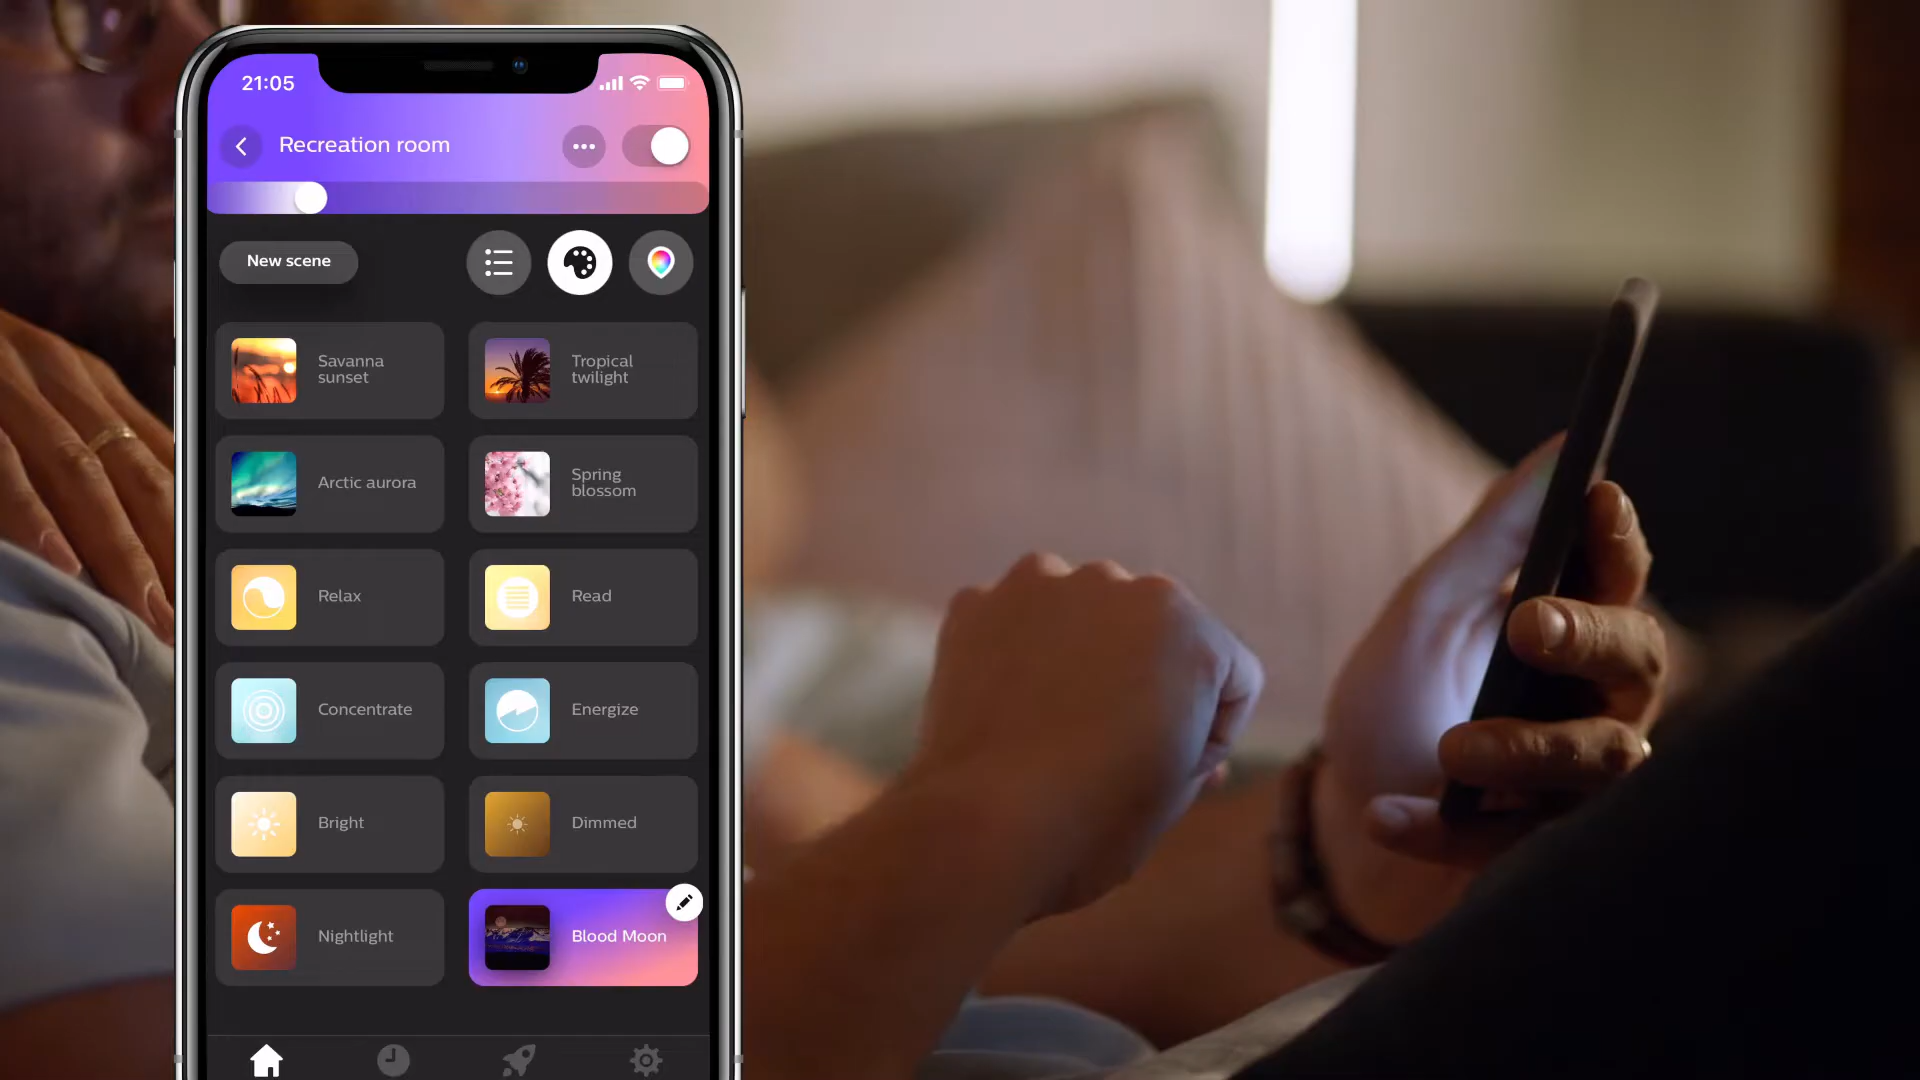 21:05
Recreation room
New scene
Savanna
sunset
Tropical
twilight
Arctic aurora
Spring
blossom
Relax
Read
Concentrate
Energize
Bright
Dimmed
Nightlight
Blood Moon